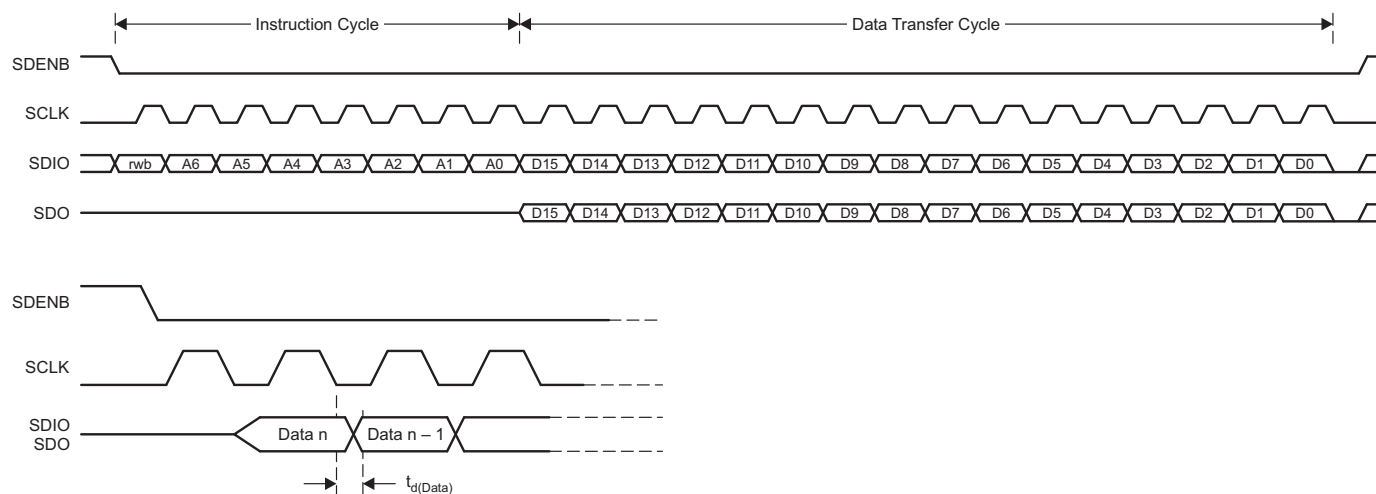 Instruction Cycle Data Transfer Cycle
SDENB
SCLK
SDIO rwb A6 A5 A4 A3 A2 A1 A0 D15 D14 D13 D12 D11 D10 D9 D8 D7 D6 D5 D4 D3 D2 D1 D0
SDO D15 D14 D13 D12 D11 D10 D9 D8 D7 D6 D5 D4 D3 D2 D1 D0
SDENB
SCLK
SDIO
SDO
Data n Data n – 1
td(Data)